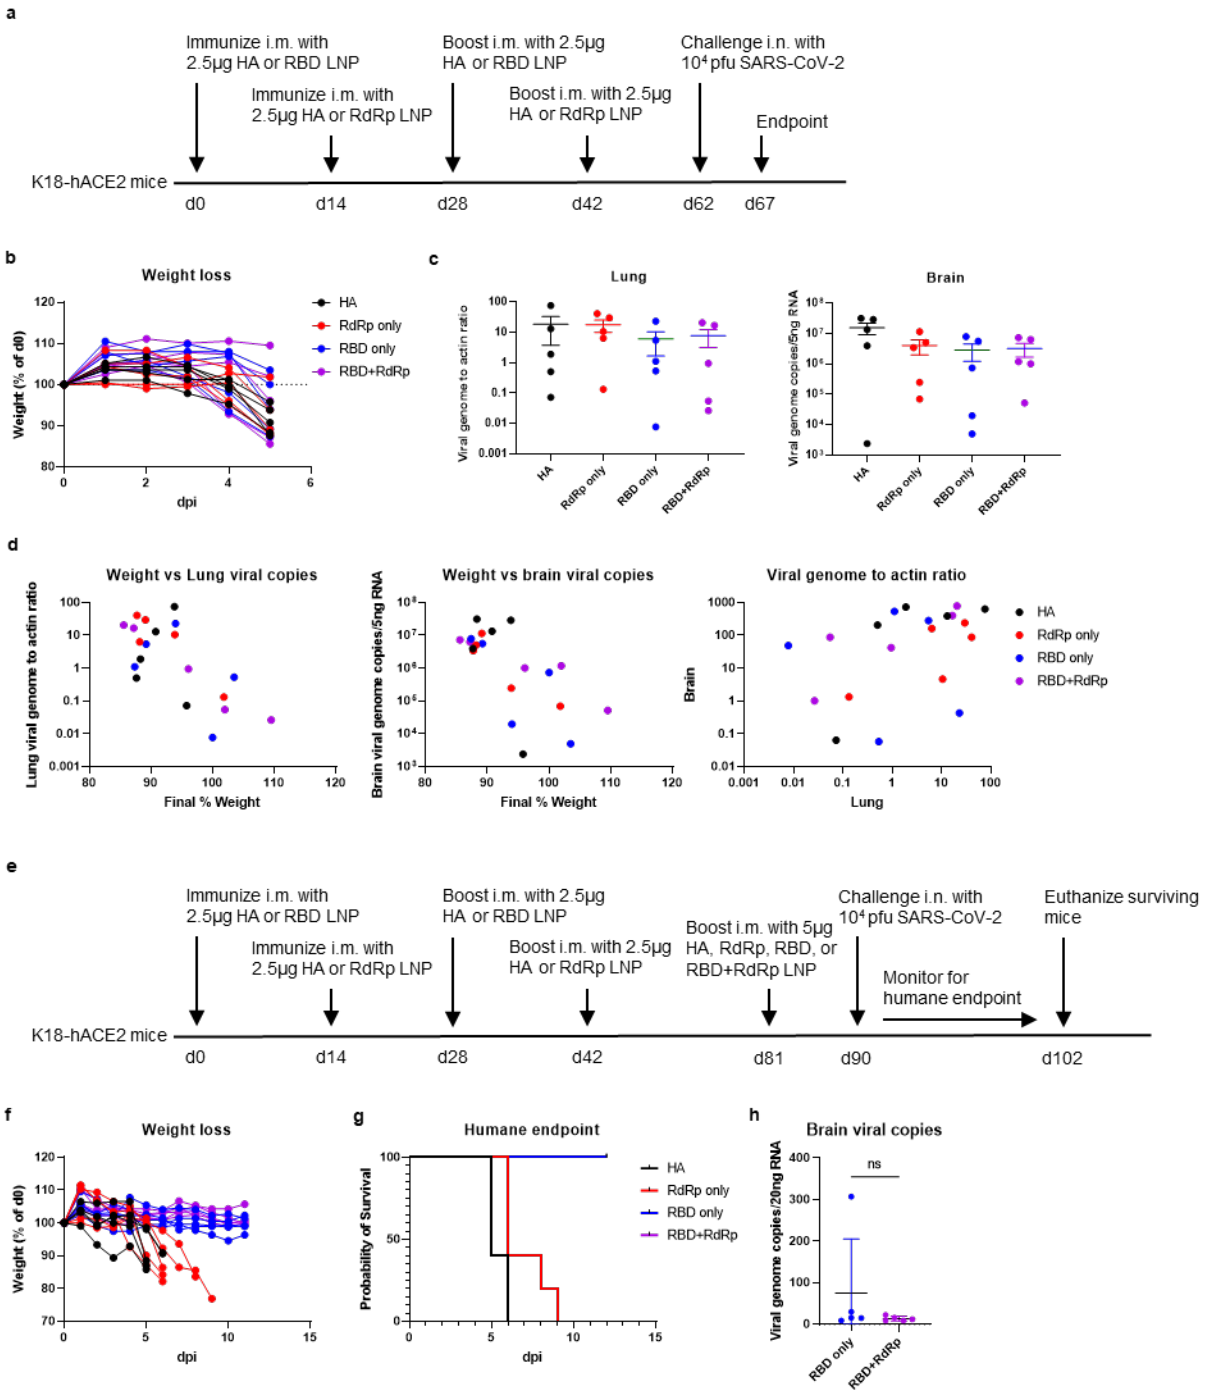 a
Immunize i.m. with
2.5µg HA or RBD LNP
Boost i.m. with 2.5µg
HA or RBD LNP
Challenge i.n. with
10⁴ pfu SARS-CoV-2
Immunize i.m. with
2.5µg HA or RdRp LNP
Boost i.m. with 2.5µg
HA or RdRp LNP
Endpoint
K18-hACE2 mice
d0 d14 d28 d42 d62 d67
b
Weight loss
Weight (% of d0)
120
110
100
90
80
0 2 4 6
dpi
HA
RdRp only
RBD only
RBD+RdRp
c
Lung
Viral genome to actin ratio
100
10
1
0.1
0.01
0.001
HA RdRp only RBD only RBD+RdRp
Brain
Viral genome copies/5ng RNA
10⁸
10⁷
10⁶
10⁵
10⁴
10³
HA RdRp only RBD only RBD+RdRp
d
Weight vs Lung viral copies
Lung viral genome to actin ratio
100
10
1
0.1
0.01
0.001
80 90 100 110 120
Final % Weight
Weight vs brain viral copies
Brain viral genome copies/5ng RNA
10⁸
10⁷
10⁶
10⁵
10⁴
10³
80 90 100 110 120
Final % Weight
Viral genome to actin ratio
Brain
1000
100
10
1
0.1
0.01
0.001 0.01 0.1 1 10 100
Lung
HA
RdRp only
RBD only
RBD+RdRp
e
Immunize i.m. with
2.5µg HA or RBD LNP
Boost i.m. with 2.5µg
HA or RBD LNP
Challenge i.n. with
10⁴ pfu SARS-CoV-2
Euthanize surviving
mice
Immunize i.m. with
2.5µg HA or RdRp LNP
Boost i.m. with 2.5µg
HA or RdRp LNP
Boost i.m. with 5µg
HA, RdRp, RBD, or
RBD+RdRp LNP
Monitor for
humane endpoint
K18-hACE2 mice
d0 d14 d28 d42 d81 d90 d102
f
Weight loss
Weight (% of d0)
120
110
100
90
80
70
0 5 10 15
dpi
g
Humane endpoint
Probability of Survival
100
50
0
0 5 10 15
dpi
HA
RdRp only
RBD only
RBD+RdRp
h
Brain viral copies
Viral genome copies/20ng RNA
400
300
200
100
0
ns
RBD only RBD+RdRp